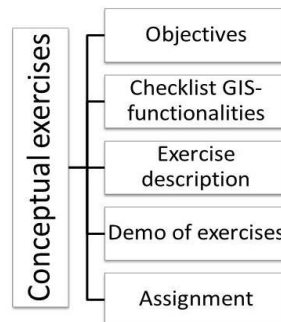 Conceptual exercises
Objectives
Checklist GIS-
functionalities
Exercise
description
Demo of exercises
Assignment